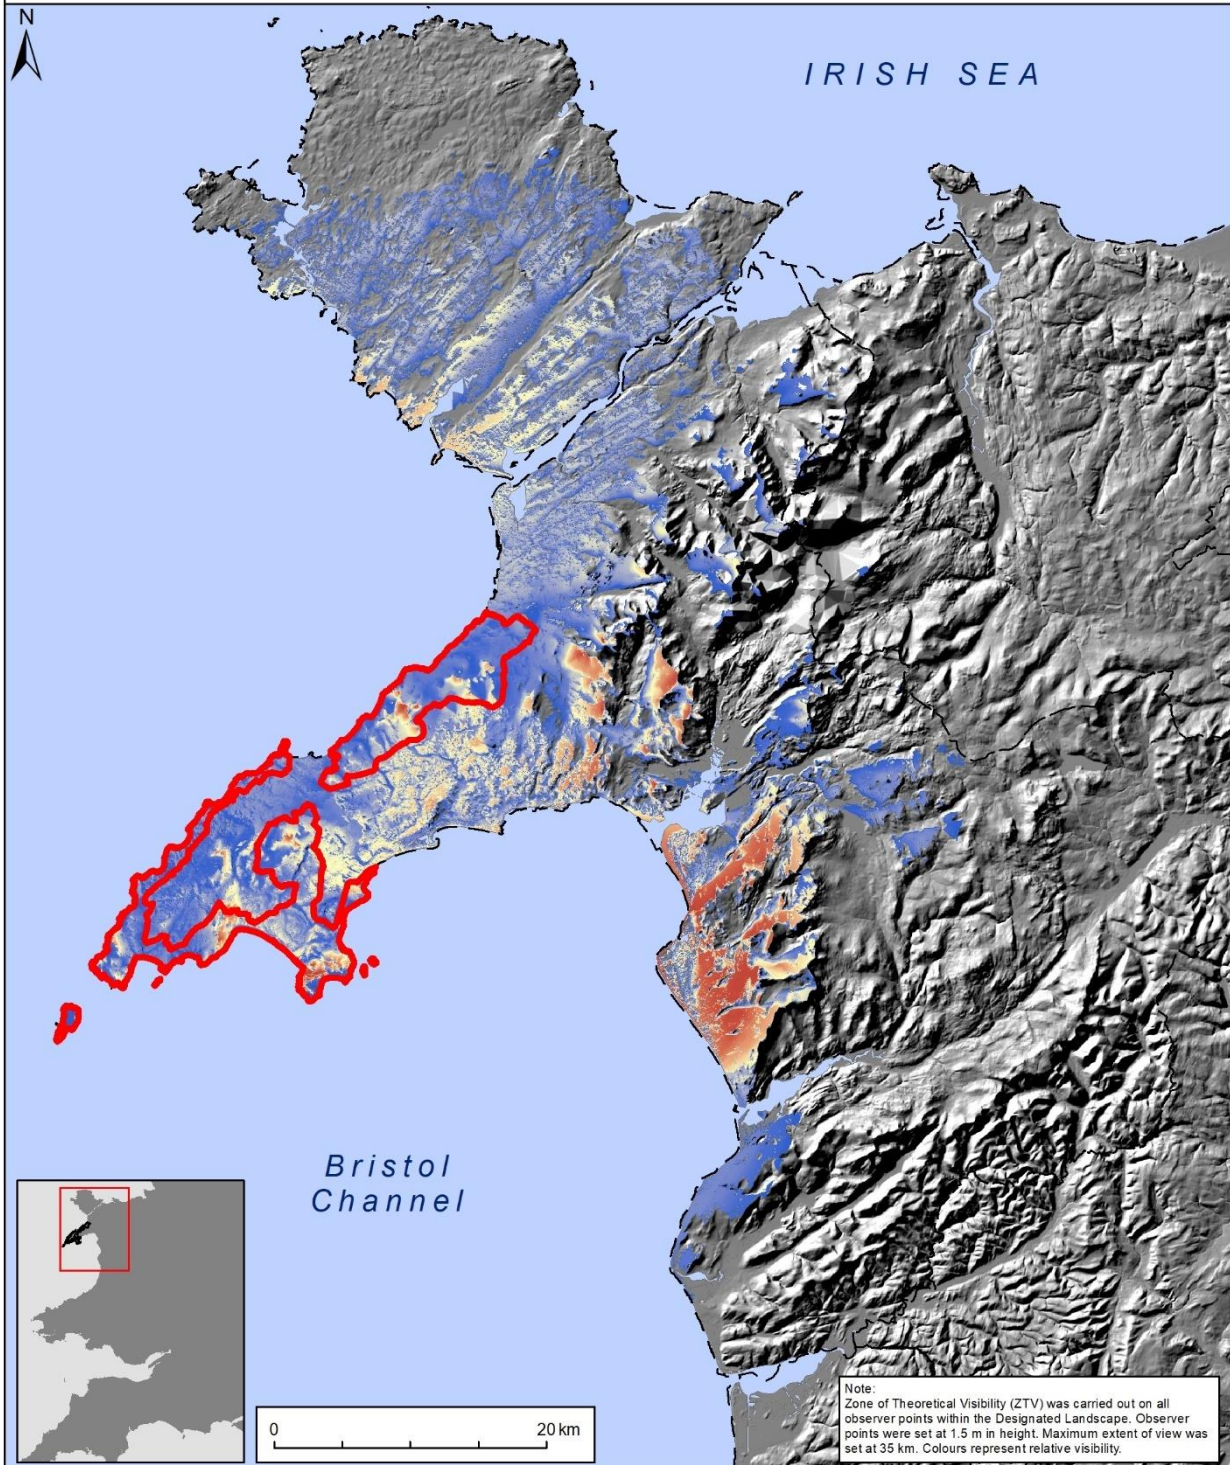 N
IRISH SEA
Bristol
Channel
0 20 km
Note:
Zone of Theoretical Visibility (ZTV) was carried out on all
observer points within the Designated Landscape. Observer
points were set at 1.5 m in height. Maximum extent of view was
set at 35 km. Colours represent relative visibility.